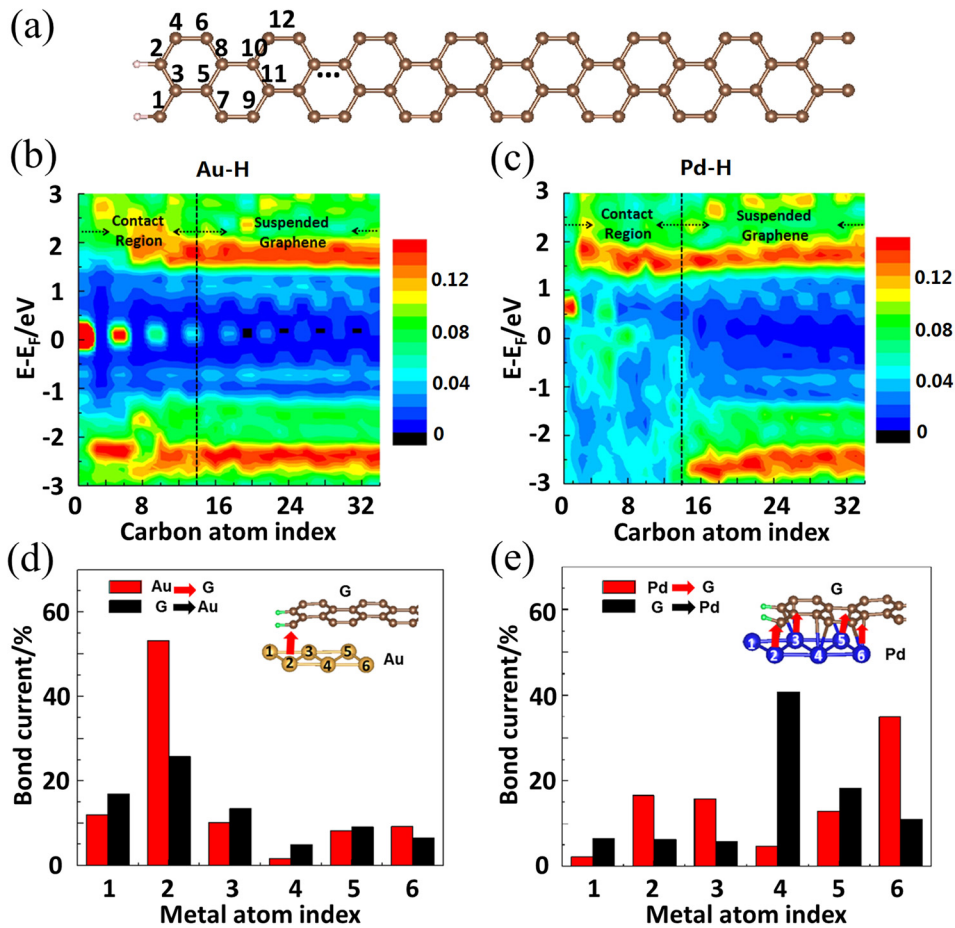 (a)
4 6 12
2 8 10
3 5 11
...
1 7 9
(b)
Au-H
3
2
1
0
-1
-2
-3
E-E_F/eV
Contact
Region
Suspended
Graphene
0.12
0.08
0.04
0
0 8 16 24 32
Carbon atom index
(c)
Pd-H
3
2
1
0
-1
-2
-3
E-E_F/eV
Contact
Region
Suspended
Graphene
0.12
0.08
0.04
0
0 8 16 24 32
Carbon atom index
(d)
Au G
G Au
60
40
20
0
Bond current/%
G
1 3 5
2 4 6
Au
1 2 3 4 5 6
Metal atom index
(e)
Pd G
G Pd
60
40
20
0
Bond current/%
G
1 3 5
2 4 6
Pd
1 2 3 4 5 6
Metal atom index